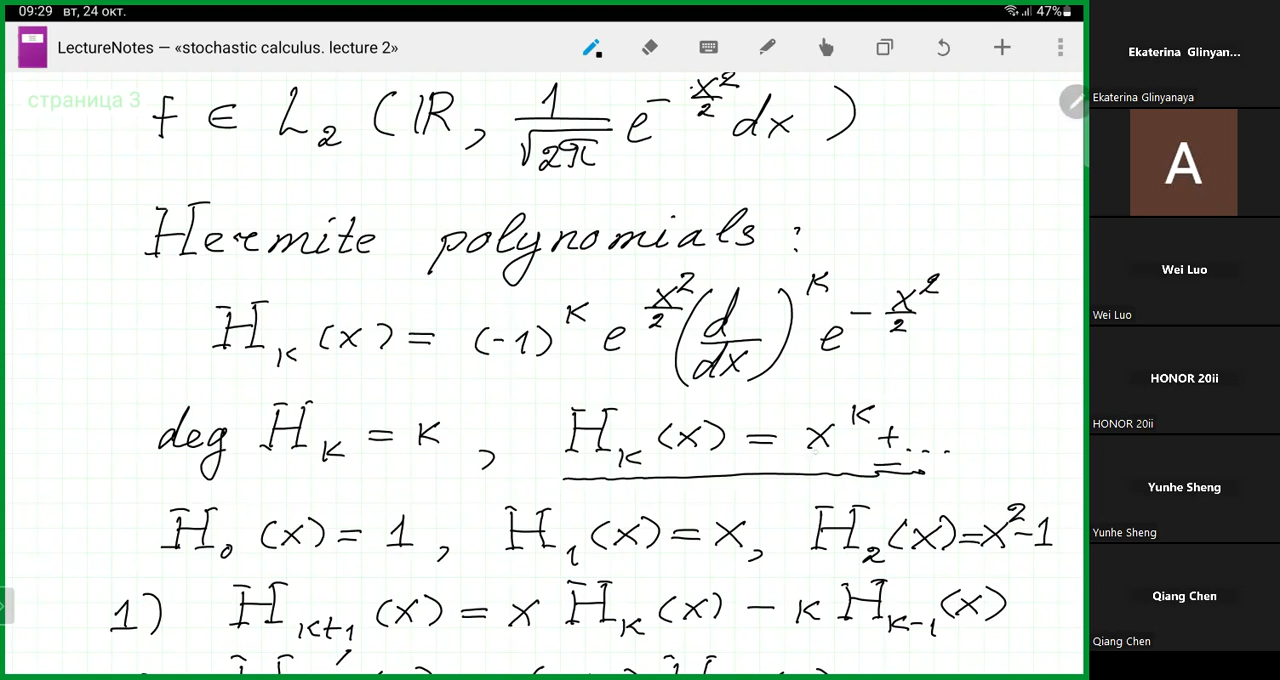 09:29 вт, 24 окт.
47%
LectureNotes — «stochastic calculus. lecture 2»
страница 3
f ∈ L₂ (ℝ, 1/√(2π) e^(-x²/2) dx)
Hermite polynomials :
H_k (x) = (-1)^k e^(x²/2) (d/dx)^k e^(-x²/2)
deg H_k = k , H_k (x) = x^k + ...
H₀ (x) = 1 , H₁ (x) = x, H₂ (x) = x² - 1
1) H_{k+1} (x) = x H_k (x) - k H_{k-1} (x)
Ekaterina Glinyan...
Ekaterina Glinyanaya
A
Wei Luo
Wei Luo
HONOR 20ii
HONOR 20ii
Yunhe Sheng
Yunhe Sheng
Qiang Chen
Qiang Chen